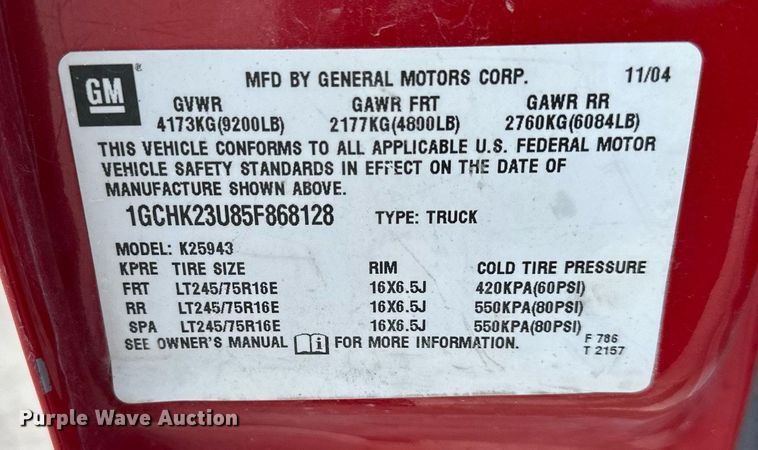 GM ® MFD BY GENERAL MOTORS CORP. 11/04
GVWR GAWR FRT GAWR RR
4173KG(9200LB) 2177KG(4800LB) 2760KG(6084LB)
THIS VEHICLE CONFORMS TO ALL APPLICABLE U.S. FEDERAL MOTOR
VEHICLE SAFETY STANDARDS IN EFFECT ON THE DATE OF
MANUFACTURE SHOWN ABOVE.
1GCHK23U85F868128 TYPE: TRUCK
MODEL: K25943
KPRE TIRE SIZE RIM COLD TIRE PRESSURE
FRT LT245/75R16E 16X6.5J 420KPA(60PSI)
RR LT245/75R16E 16X6.5J 550KPA(80PSI)
SPA LT245/75R16E 16X6.5J 550KPA(80PSI)
SEE OWNER'S MANUAL i FOR MORE INFORMATION.
F 786
T 2157
Purple Wave Auction